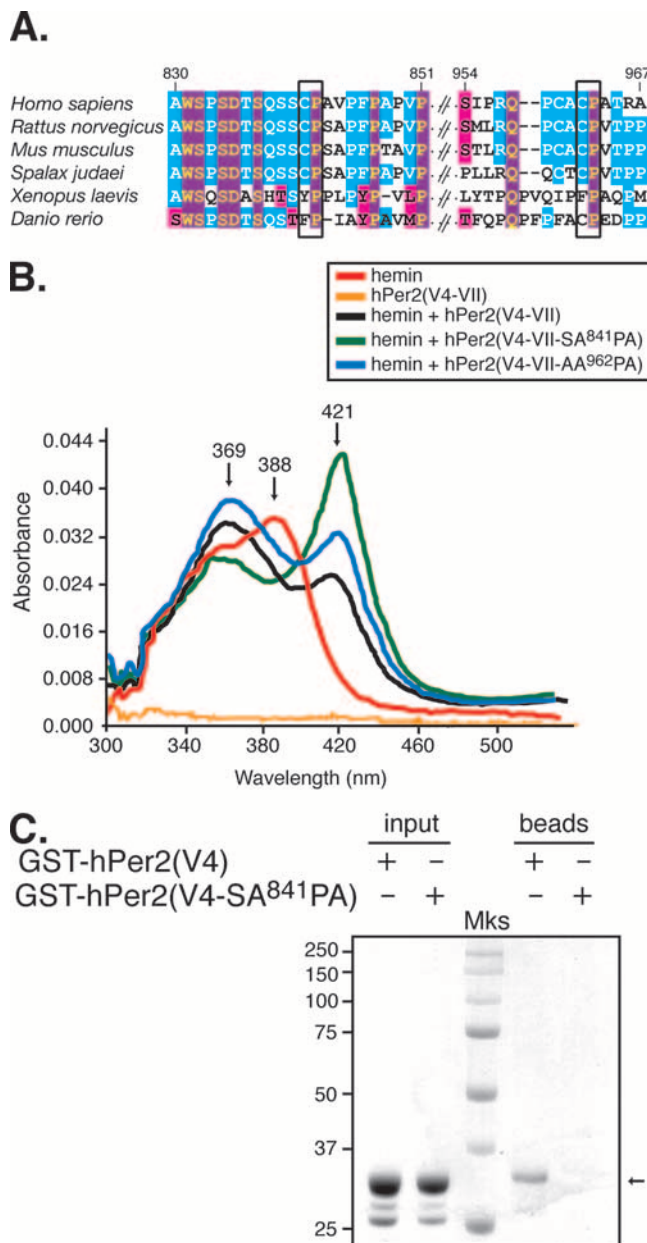 A.
830 851 954 967
Homo sapiens AWSPSDTSQSSCPAVPFPAPVP.//.SIPRQ--PCACPATRA
Rattus norvegicus AWSPSDTSQSSCPSAPFPAPVP.//.SMLRQ--PCACPVTPP
Mus musculus AWSPSDTSQSSCPSAPFPTAVP.//.STLRQ--PCACPVTPP
Spalax judaei AWSPSDTSQSSCPSAPFPAPVP.//.PLLRQ--QCTCPVTPP
Xenopus laevis AWSQSDASHTSYPPLPYP-VLP.//.LYTPQPVQIPFPAQPM
Danio rerio SWSPSDTSQSTFP-IAYPAVMP.//.TFQPQPFPFACPEDPP
B.
hemin
hPer2(V4-VII)
hemin + hPer2(V4-VII)
hemin + hPer2(V4-VII-SA⁸⁴¹PA)
hemin + hPer2(V4-VII-AA⁹⁶²PA)
421
0.044
369
388
0.040
0.032
0.024
0.016
0.008
0.000
Absorbance
300 340 380 420 460 500
Wavelength (nm)
C.
input beads
GST-hPer2(V4) + – + –
GST-hPer2(V4-SA⁸⁴¹PA) – + – +
Mks
250
150
100
75
50
37
25